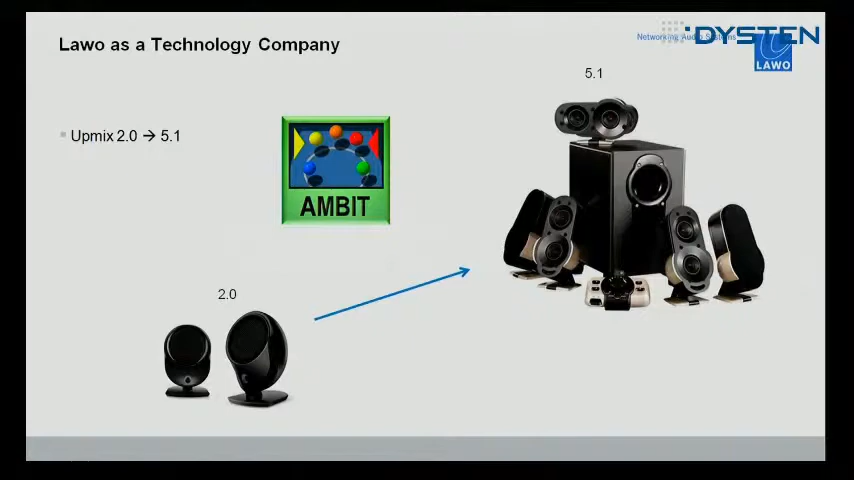 Lawo as a Technology Company
Networking Audio Systems
DYSTEN
LAWO
5.1
Upmix 2.0 → 5.1
AMBIT
2.0